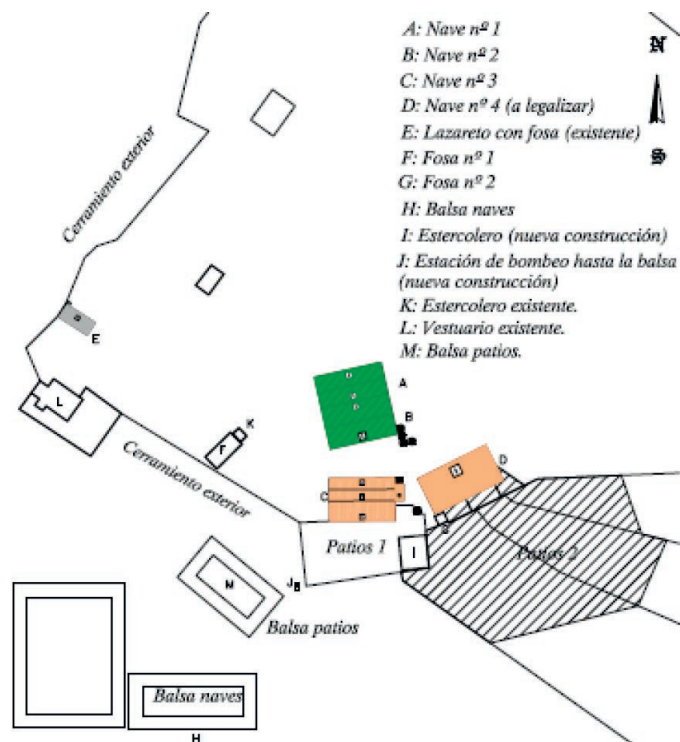 A: Nave nº 1
B: Nave nº 2
C: Nave nº 3
D: Nave nº 4 (a legalizar)
E: Lazareto con fosa (existente)
F: Fosa nº 1
G: Fosa nº 2
H: Balsa naves
I: Estercolero (nueva construcción)
J: Estación de bombeo hasta la balsa
(nueva construcción)
K: Estercolero existente.
L: Vestuario existente.
M: Balsa patios.
N
S
Cerramiento exterior
E
L
K
A
B
D
C
Cerramiento exterior
Patios 1
I
Patios 2
J
M
Balsa patios
Balsa naves
H